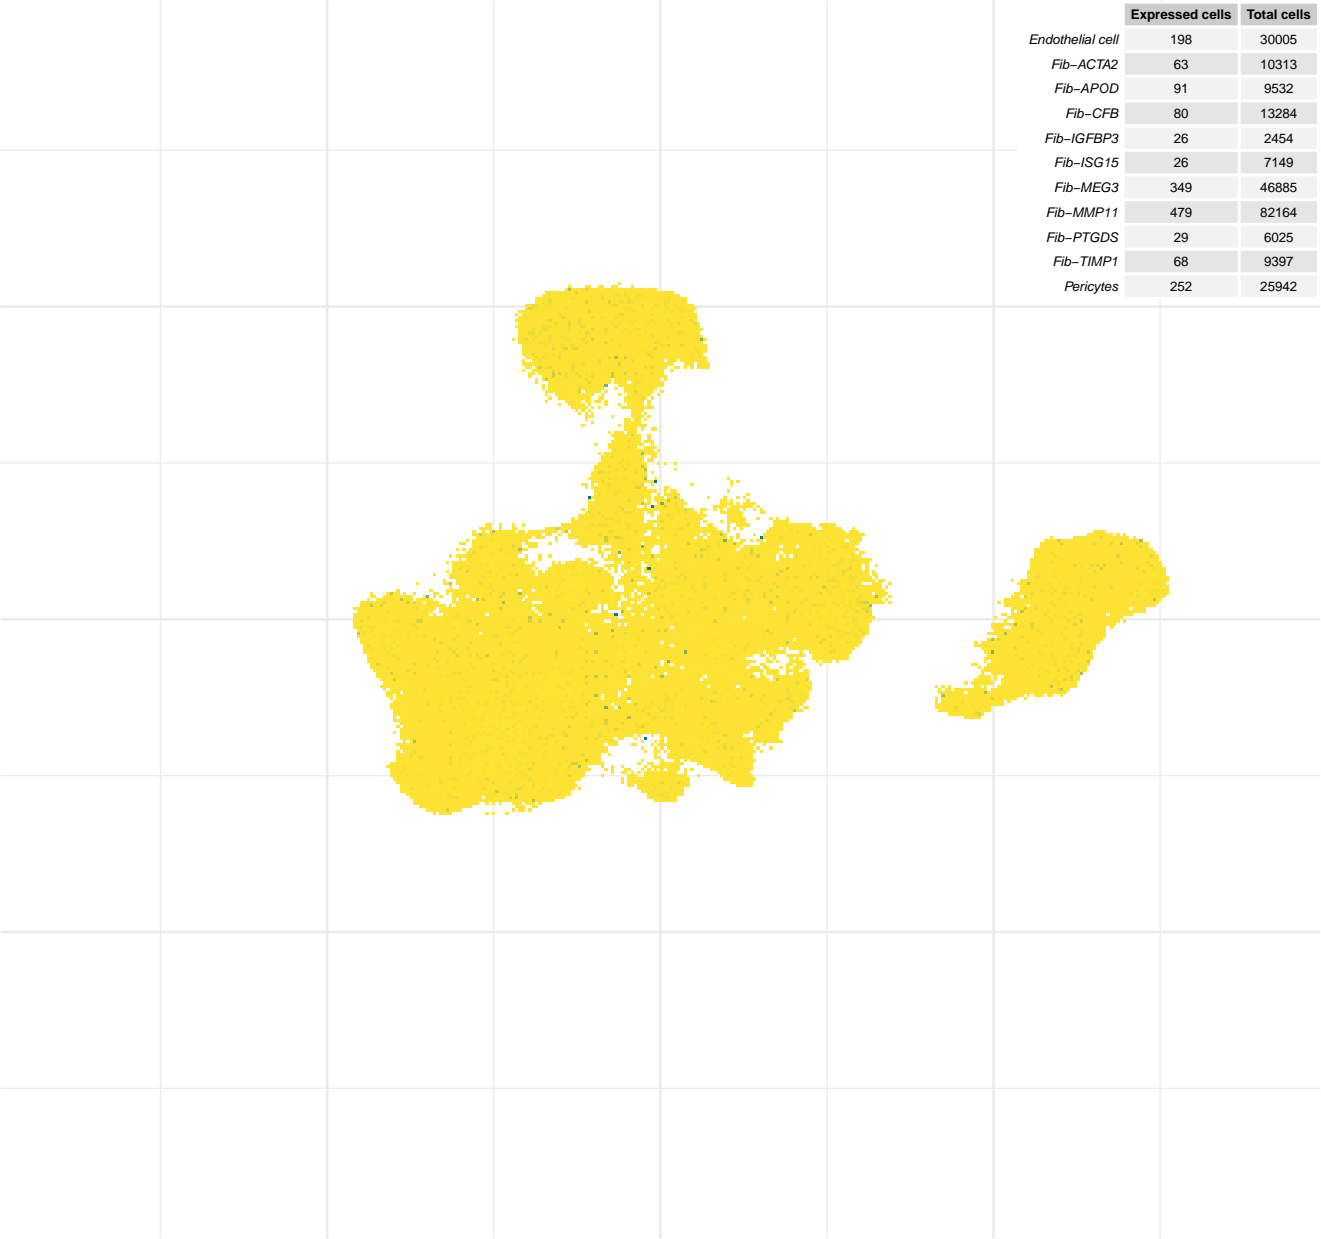 Expressed cells Total cells
Endothelial cell 198 30005
Fib−ACTA2 63 10313
Fib−APOD 91 9532
Fib−CFB 80 13284
Fib−IGFBP3 26 2454
Fib−ISG15 26 7149
Fib−MEG3 349 46885
Fib−MMP11 479 82164
Fib−PTGDS 29 6025
Fib−TIMP1 68 9397
Pericytes 252 25942